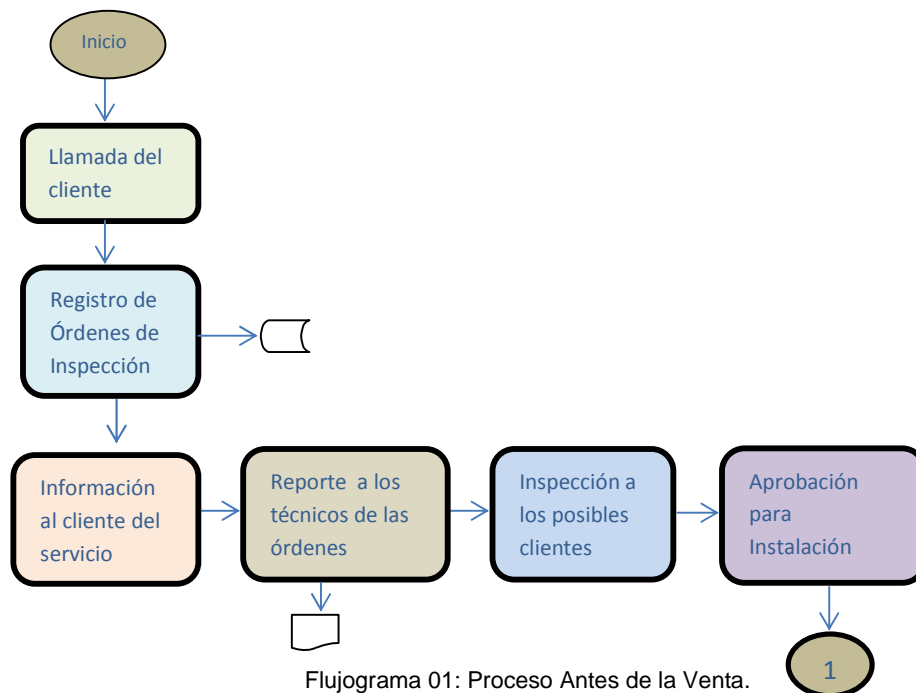 Inicio
Llamada del
cliente
Registro de
Órdenes de
Inspección
Información
al cliente del
servicio
Reporte a los
técnicos de las
órdenes
Inspección a
los posibles
clientes
Aprobación
para
Instalación
1
Flujograma 01: Proceso Antes de la Venta.